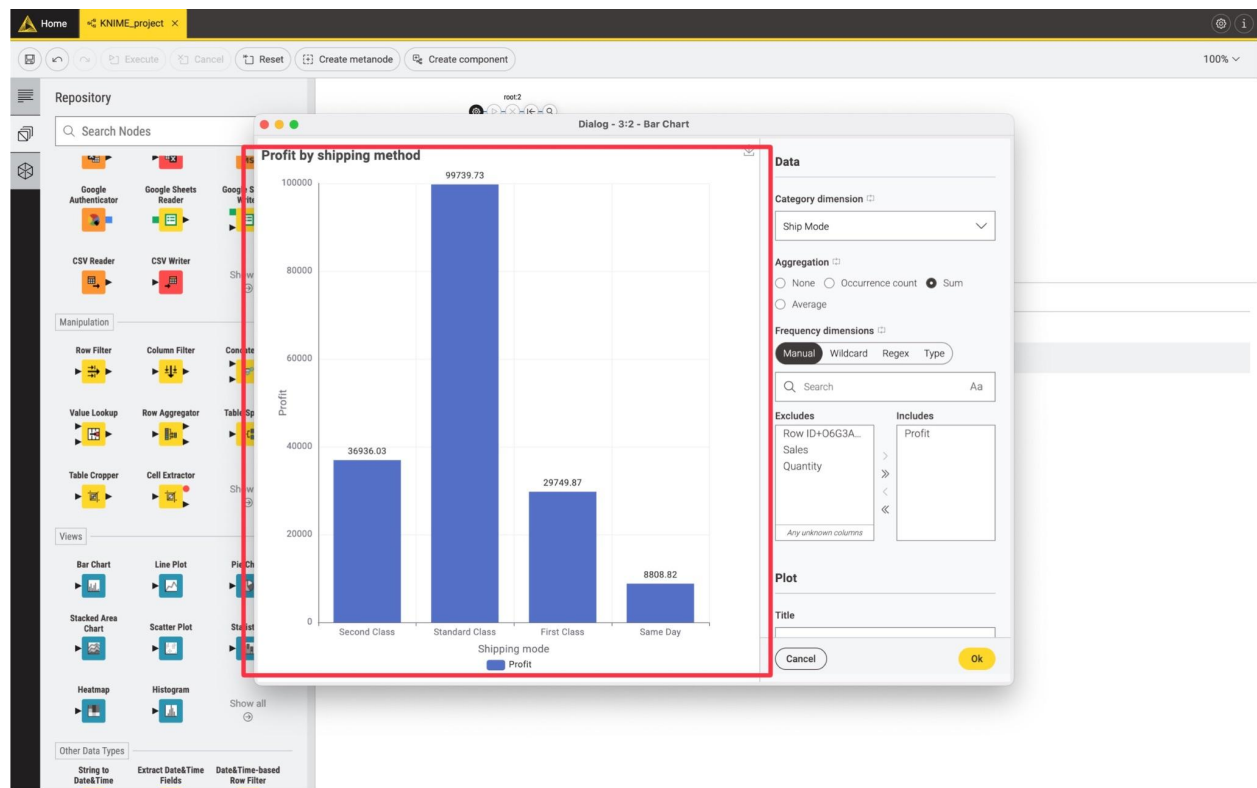 Home
KNIME_project ×
Execute
Cancel
Reset
Create metanode
Create component
100%
Repository
Search Nodes
Google Authenticator
Google Sheets Reader
CSV Reader
CSV Writer
Manipulation
Row Filter
Column Filter
Value Lookup
Row Aggregator
Table Cropper
Cell Extractor
Views
Bar Chart
Line Plot
Stacked Area Chart
Scatter Plot
Heatmap
Histogram
Show all
Other Data Types
String to Date&Time
Extract Date&Time Fields
Date&Time-based Row Filter
root:2
Dialog - 3:2 - Bar Chart
Profit by shipping method
100000
80000
60000
40000
20000
0
Profit
99739.73
36936.03
29749.87
8808.82
Second Class
Standard Class
First Class
Same Day
Shipping mode
Profit
Data
Category dimension
Ship Mode
Aggregation
None
Occurrence count
Sum
Average
Frequency dimensions
Manual
Wildcard
Regex
Type
Search
Aa
Excludes
Includes
Row ID+O6G3A...
Sales
Quantity
Any unknown columns
Profit
Plot
Title
Cancel
Ok